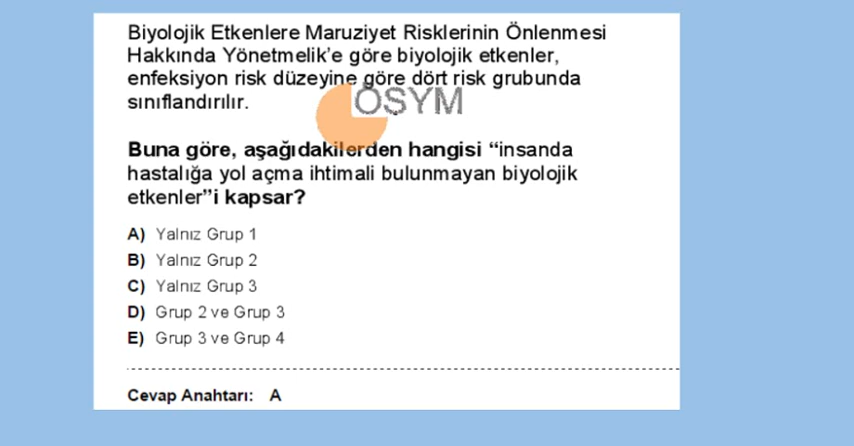 Biyolojik Etkenlere Maruziyet Risklerinin Önlenmesi
Hakkında Yönetmelik’e göre biyolojik etkenler,
enfeksiyon risk düzeyine göre dört risk grubunda
sınıflandırılır.
ÖSYM
Buna göre, aşağıdakilerden hangisi “insanda
hastalığa yol açma ihtimali bulunmayan biyolojik
etkenler”i kapsar?
A) Yalnız Grup 1
B) Yalnız Grup 2
C) Yalnız Grup 3
D) Grup 2 ve Grup 3
E) Grup 3 ve Grup 4
Cevap Anahtarı: A